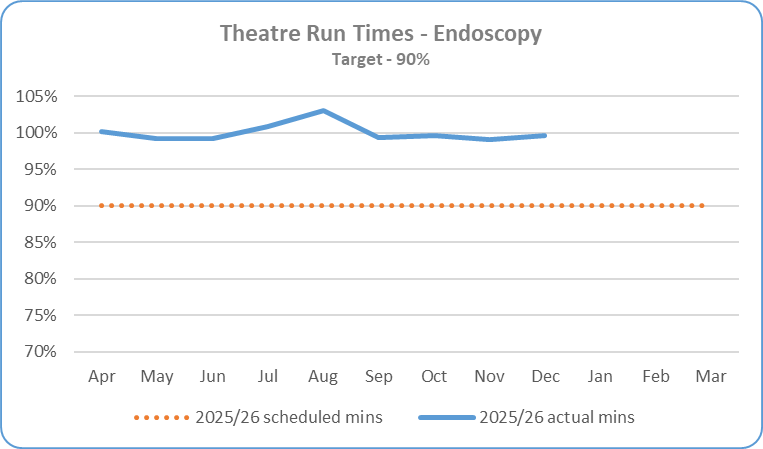 Theatre Run Times - Endoscopy
Target - 90%
105%
100%
95%
90%
85%
80%
75%
70%
Apr May Jun Jul Aug Sep Oct Nov Dec Jan Feb Mar
2025/26 scheduled mins 2025/26 actual mins